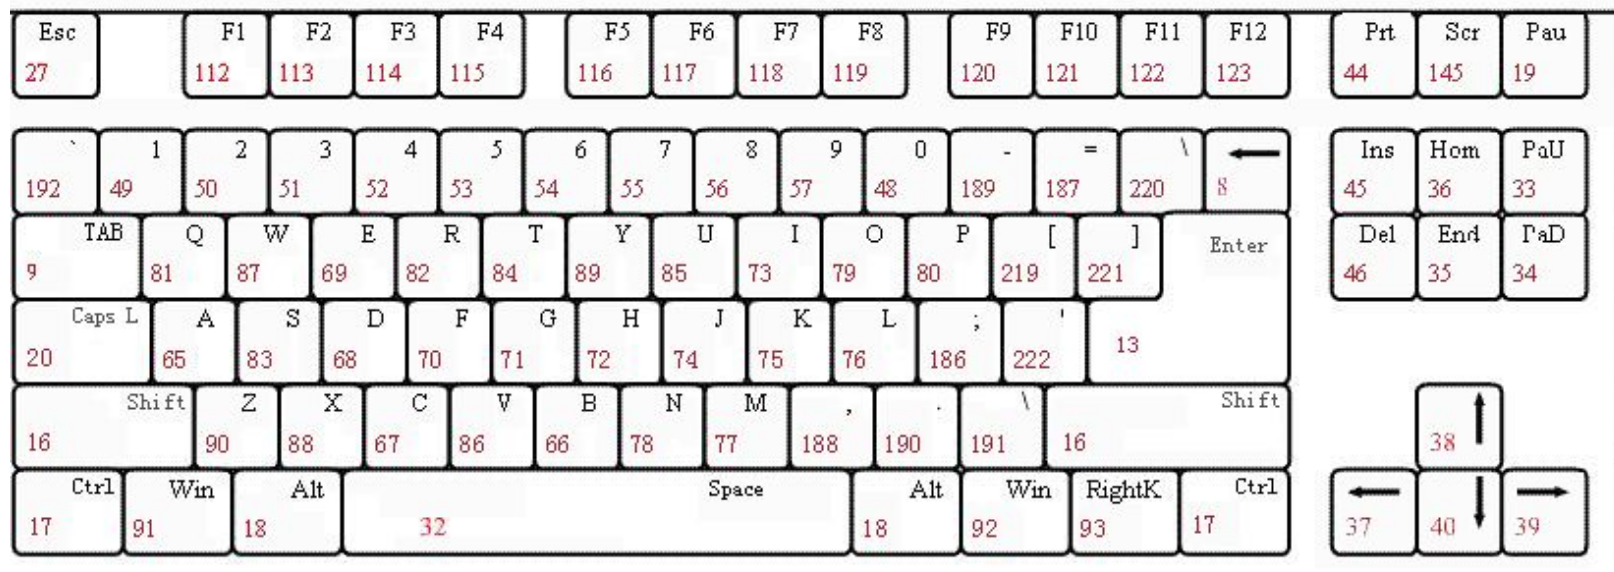 Esc F1 F2 F3 F4 F5 F6 F7 F8 F9 F10 F11 F12 Prt Scr Pau
27 112 113 114 115 116 117 118 119 120 121 122 123 44 145 19
` 1 2 3 4 5 6 7 8 9 0 - = \ ← Ins Hom PaU
192 49 50 51 52 53 54 55 56 57 48 189 187 220 8 45 36 33
TAB Q W E R T Y U I O P [ ] Enter Del End PaD
9 81 87 69 82 84 89 85 73 79 80 219 221 46 35 34
Caps L A S D F G H J K L ; '
20 65 83 68 70 71 72 74 75 76 186 222 13
Shift Z X C V B N M , . \ Shift ↑
16 90 88 67 86 66 78 77 188 190 191 16 38
Ctrl Win Alt Space Alt Win RightK Ctrl ← ↓ →
17 91 18 32 18 92 93 17 37 40 39